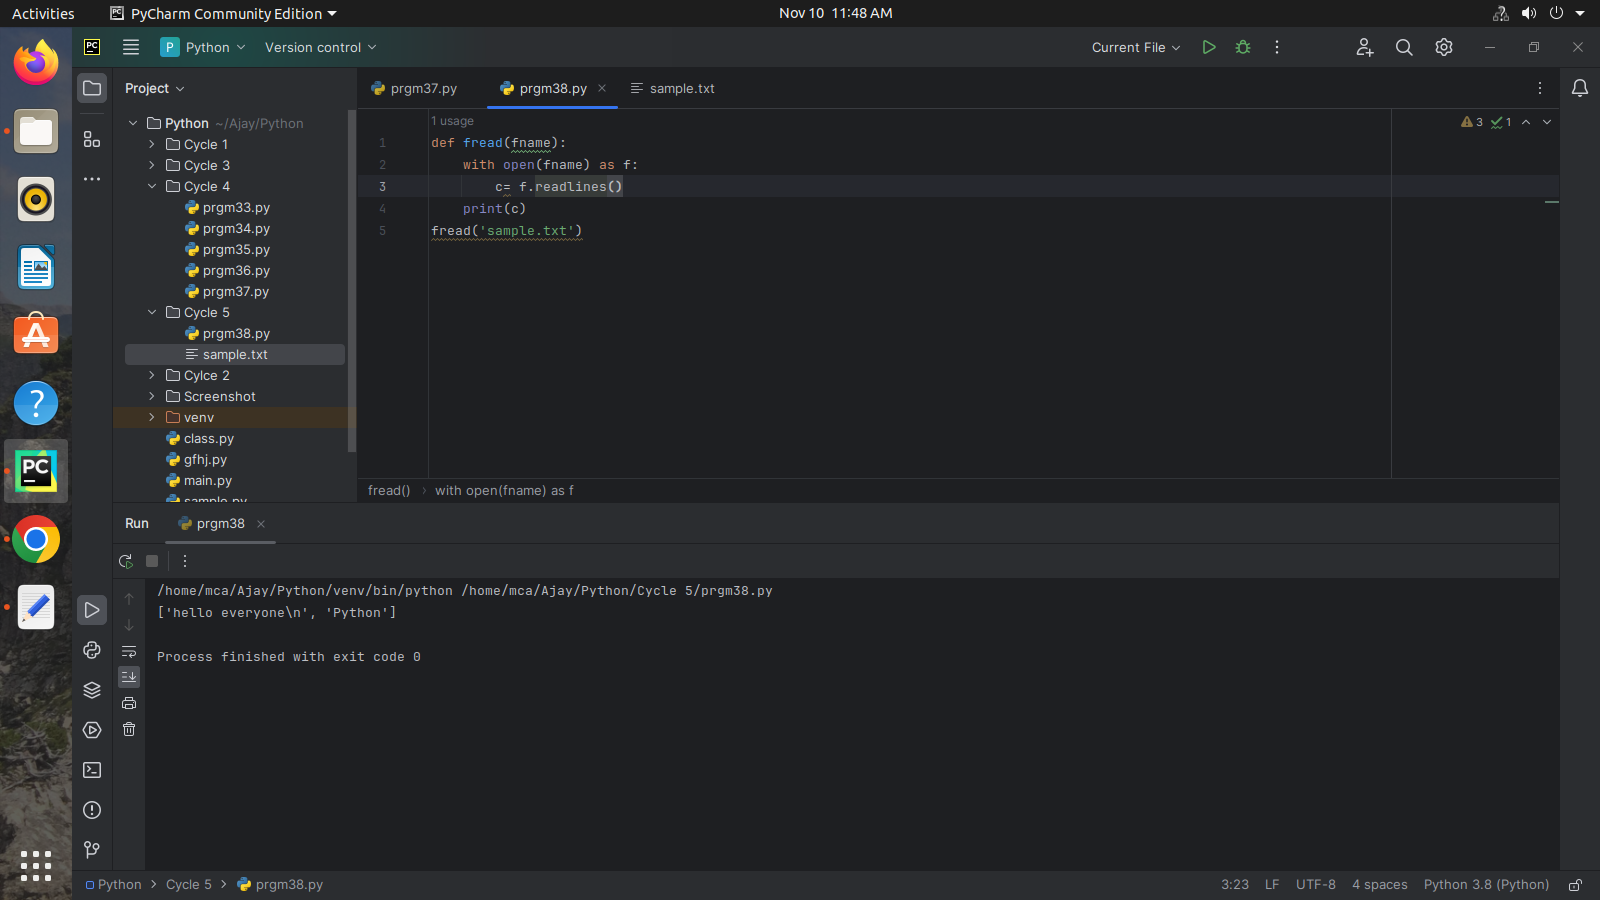 Activities PyCharm Community Edition Nov 10 11:48 AM
PC P Python Version control Current File
Project
Python ~/Ajay/Python
Cycle 1
Cycle 3
Cycle 4
prgm33.py
prgm34.py
prgm35.py
prgm36.py
prgm37.py
Cycle 5
prgm38.py
sample.txt
Cylce 2
Screenshot
venv
class.py
gfhj.py
main.py
sample.py
prgm37.py prgm38.py sample.txt
1 usage
3 1
1 def fread(fname):
2 with open(fname) as f:
3 c= f.readlines()
4 print(c)
5 fread('sample.txt')
fread() with open(fname) as f
PC
Run prgm38
/home/mca/Ajay/Python/venv/bin/python /home/mca/Ajay/Python/Cycle 5/prgm38.py
['hello everyone\n', 'Python']
Process finished with exit code 0
Python Cycle 5 prgm38.py 3:23 LF UTF-8 4 spaces Python 3.8 (Python)